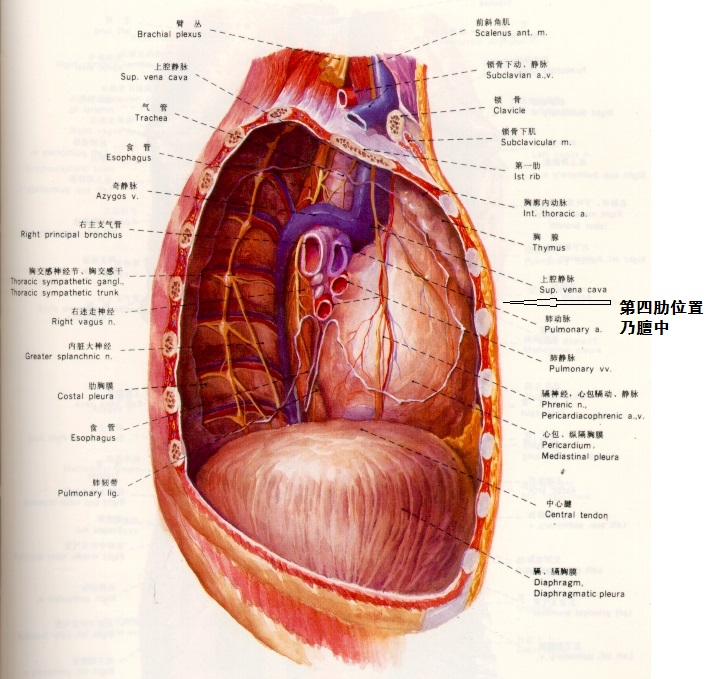 臂 丛
Brachial plexus
上腔静脉
Sup. vena cava
气 管
Trachea
食 管
Esophagus
奇静脉
Azygos v.
右主支气管
Right principal bronchus
胸交感神经节、胸交感干
Thoracic sympathetic gangl.,
Thoracic sympathetic trunk
右迷走神经
Right vagus n.
内脏大神经
Greater splanchnic n.
肋胸膜
Costal pleura
食 管
Esophagus
肺韧带
Pulmonary lig.
前斜角肌
Scalenus ant. m.
锁骨下动、静脉
Subclavian a.,v.
锁 骨
Clavicle
锁骨下肌
Subclavicular m.
第一肋
Ist rib
胸廓内动脉
Int. thoracic a.
胸 腺
Thymus
上腔静脉
Sup. vena cava
肺动脉
Pulmonary a.
肺静脉
Pulmonary vv.
膈神经，心包膈动、静脉
Phrenic n.,
Pericardiacophrenic a.,v.
心包、纵隔胸膜
Pericardium,
Mediastinal pleura
中心腱
Central tendon
膈、膈胸膜
Diaphragm,
Diaphragmatic pleura
第四肋位置
乃膻中